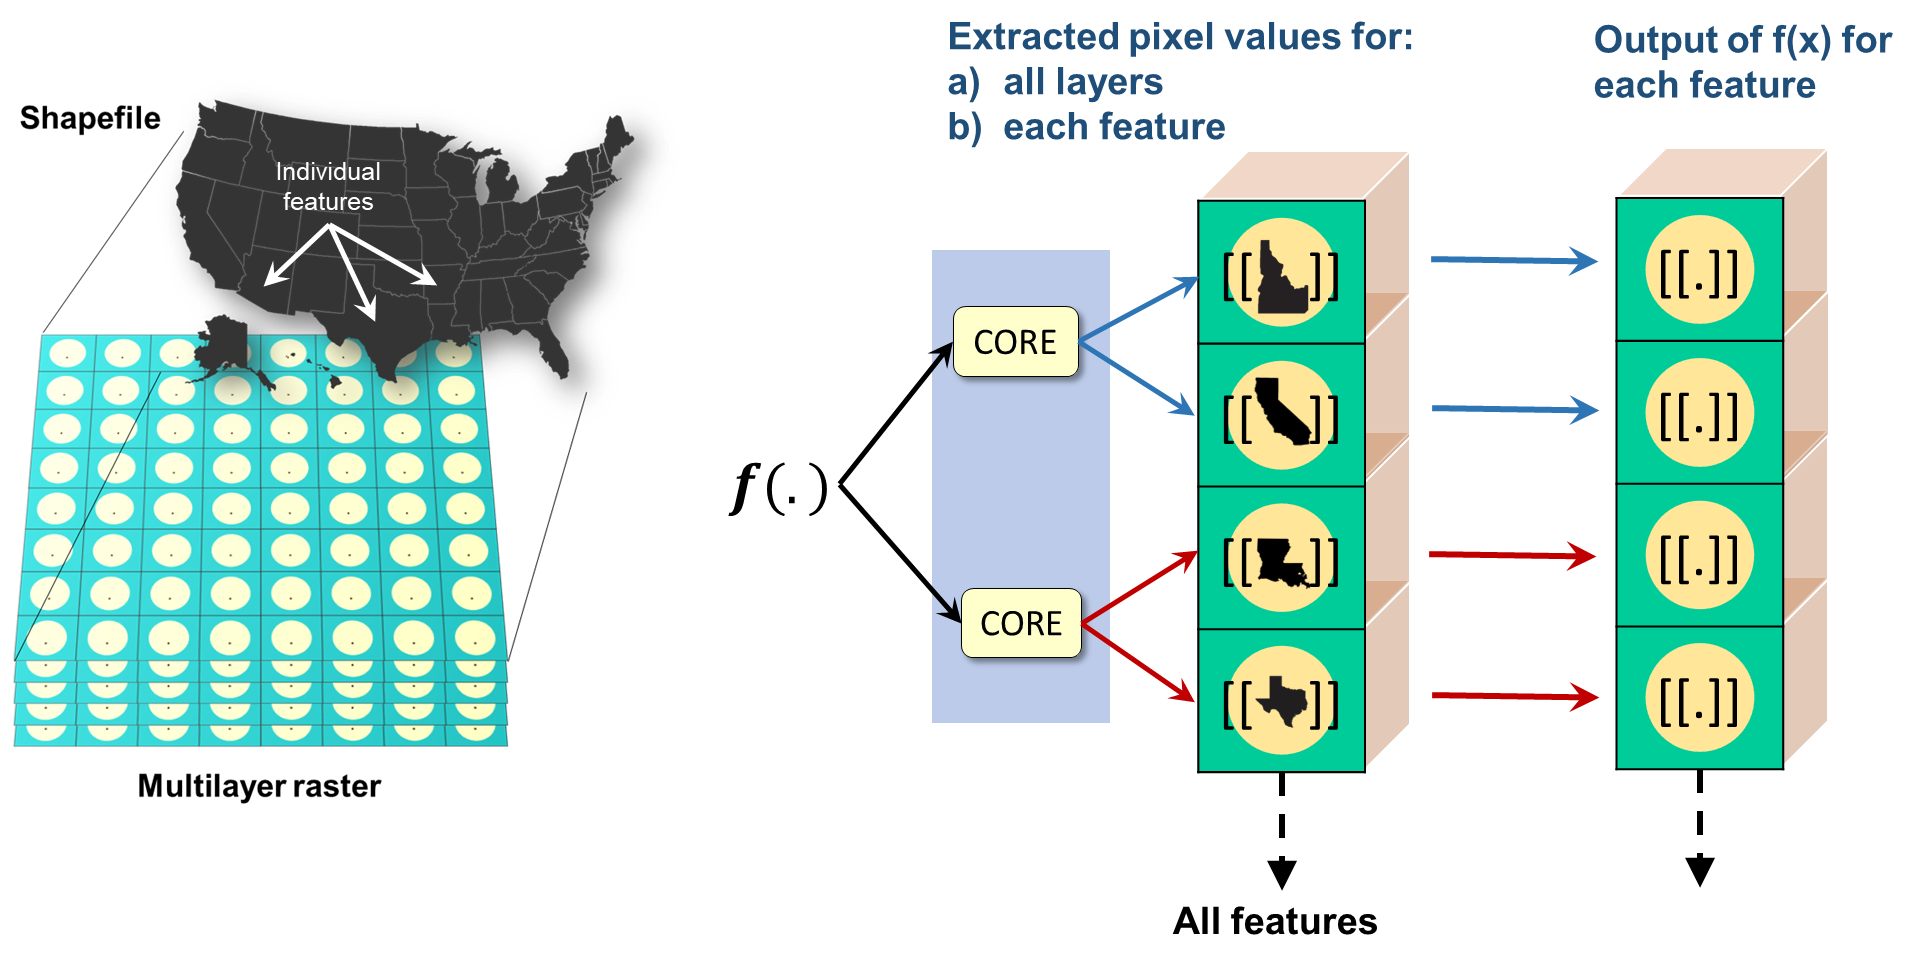 Extracted pixel values for:
a) all layers
b) each feature
Output of f(x) for
each feature
Shapefile
Individual
features
CORE
f(.)
CORE
[[ ]]
[[ ]]
[[ ]]
[[ ]]
[[.]]
[[.]]
[[.]]
[[.]]
Multilayer raster
All features